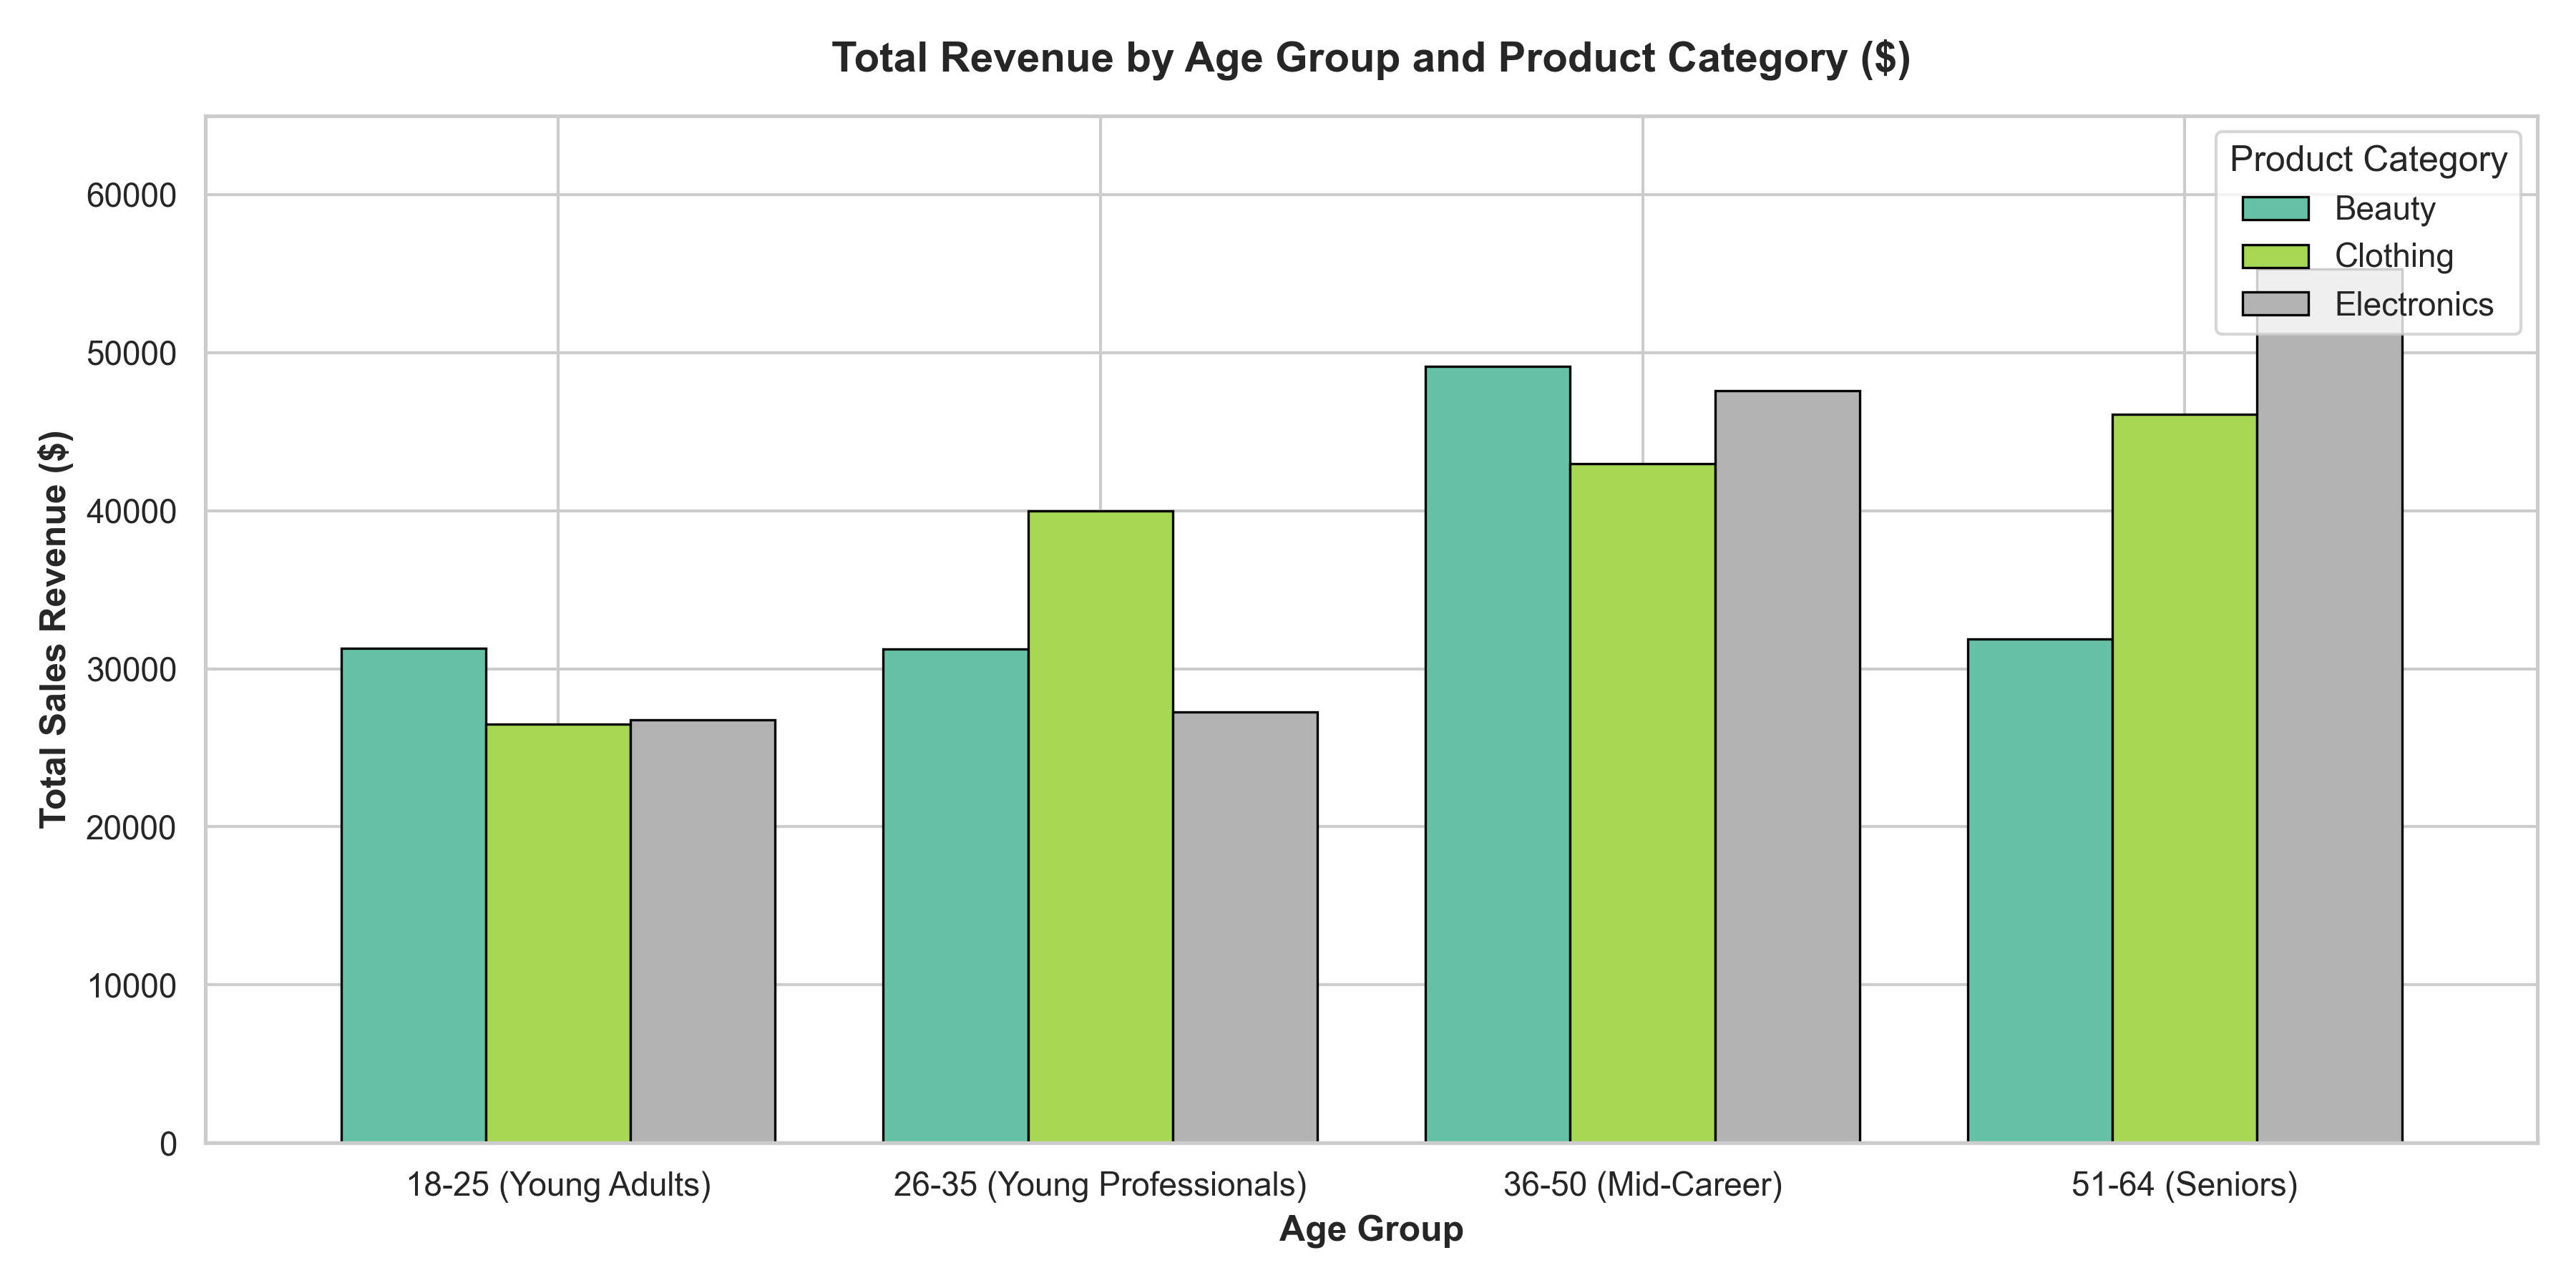 Total Revenue by Age Group and Product Category ($)
Product Category
Beauty
Clothing
Electronics
60000
50000
40000
30000
20000
10000
0
Total Sales Revenue ($)
18-25 (Young Adults)
26-35 (Young Professionals)
36-50 (Mid-Career)
51-64 (Seniors)
Age Group